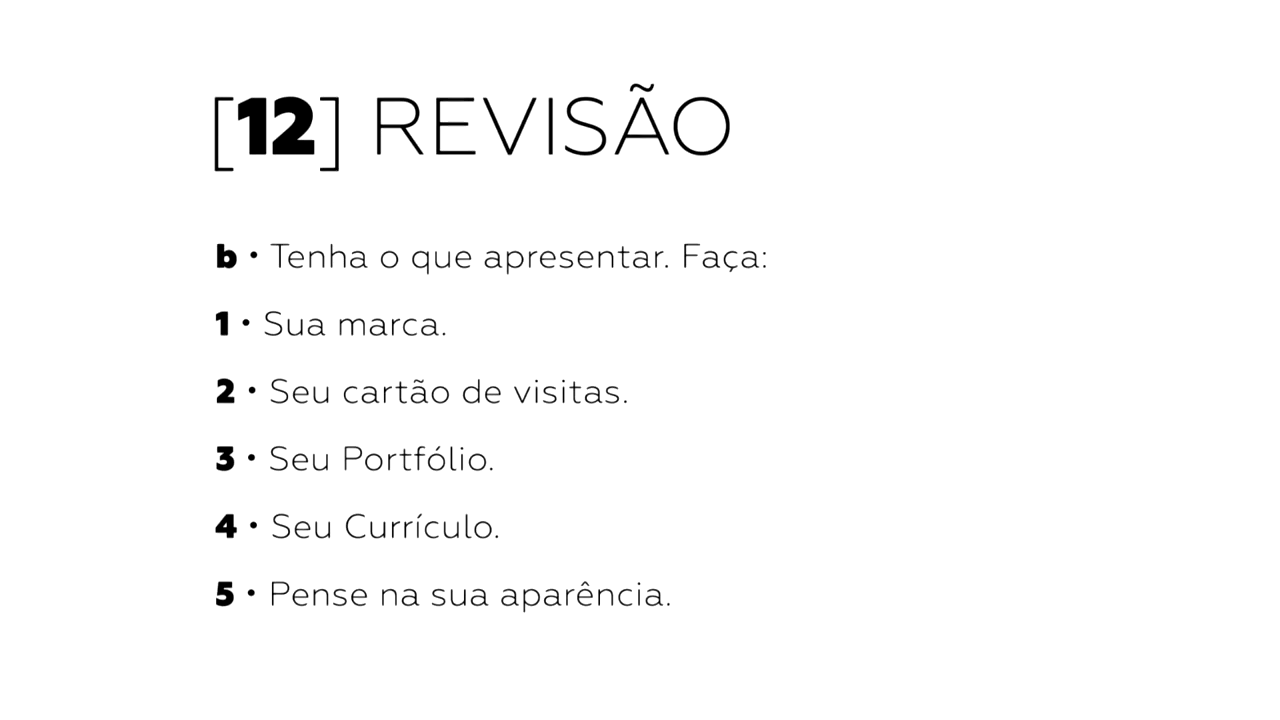 [12] REVISÃO
b • Tenha o que apresentar. Faça:
1 • Sua marca.
2 • Seu cartão de visitas.
3 • Seu Portfólio.
4 • Seu Currículo.
5 • Pense na sua aparência.